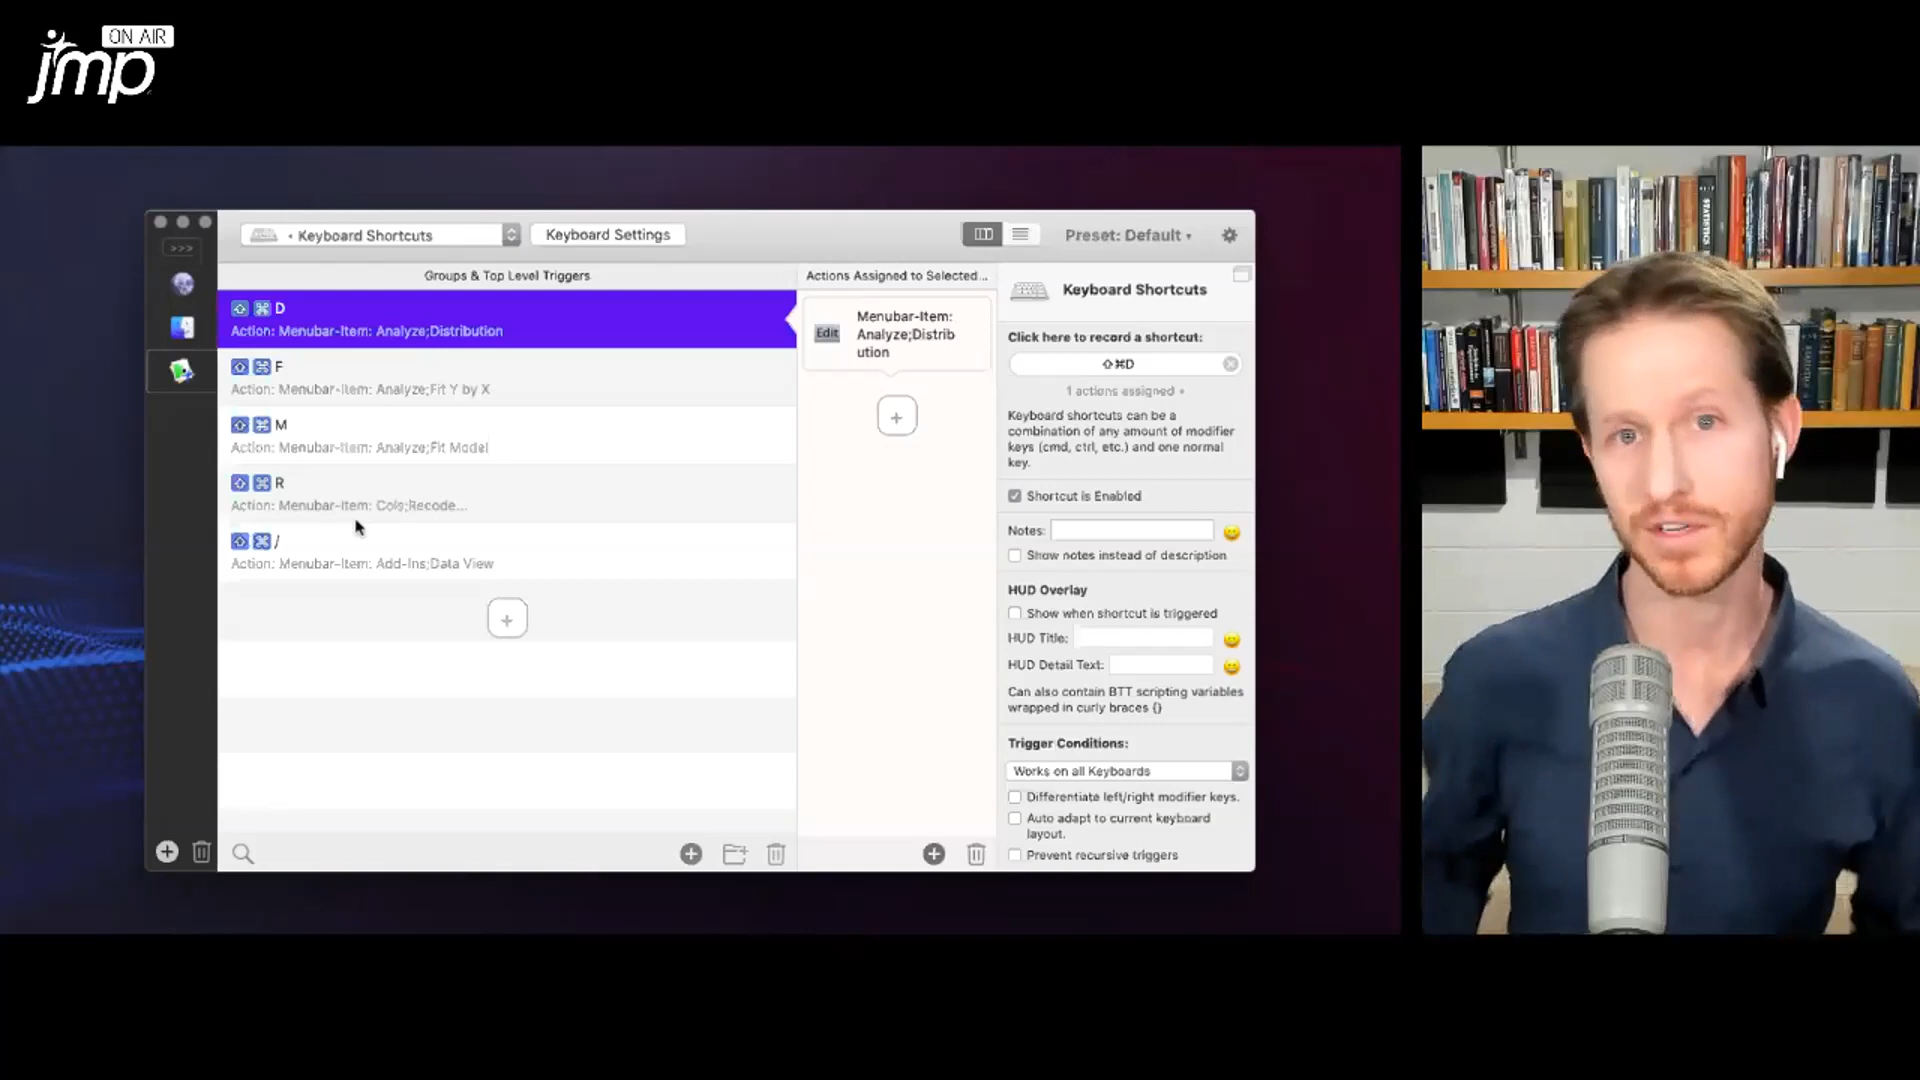 ON AIR
jmp
>>>
• Keyboard Shortcuts
Keyboard Settings
Preset: Default
Groups & Top Level Triggers
Actions Assigned to Selected...
Keyboard Shortcuts
⇧ ⌘ D
Action: Menubar-Item: Analyze;Distribution
⇧ ⌘ F
Action: Menubar-Item: Analyze;Fit Y by X
⇧ ⌘ M
Action: Menubar-Item: Analyze;Fit Model
⇧ ⌘ R
Action: Menubar-Item: Cols;Recode...
⇧ ⌘ /
Action: Menubar-Item: Add-Ins;Data View
Edit
Menubar-Item:
Analyze;Distrib
ution
Click here to record a shortcut:
⇧⌘D
1 actions assigned +
Keyboard shortcuts can be a
combination of any amount of modifier
keys (cmd, ctrl, etc.) and one normal
key.
Shortcut is Enabled
Notes:
Show notes instead of description
HUD Overlay
Show when shortcut is triggered
HUD Title:
HUD Detail Text:
Can also contain BTT scripting variables
wrapped in curly braces {}
Trigger Conditions:
Works on all Keyboards
Differentiate left/right modifier keys.
Auto adapt to current keyboard
layout.
Prevent recursive triggers
STATISTICS